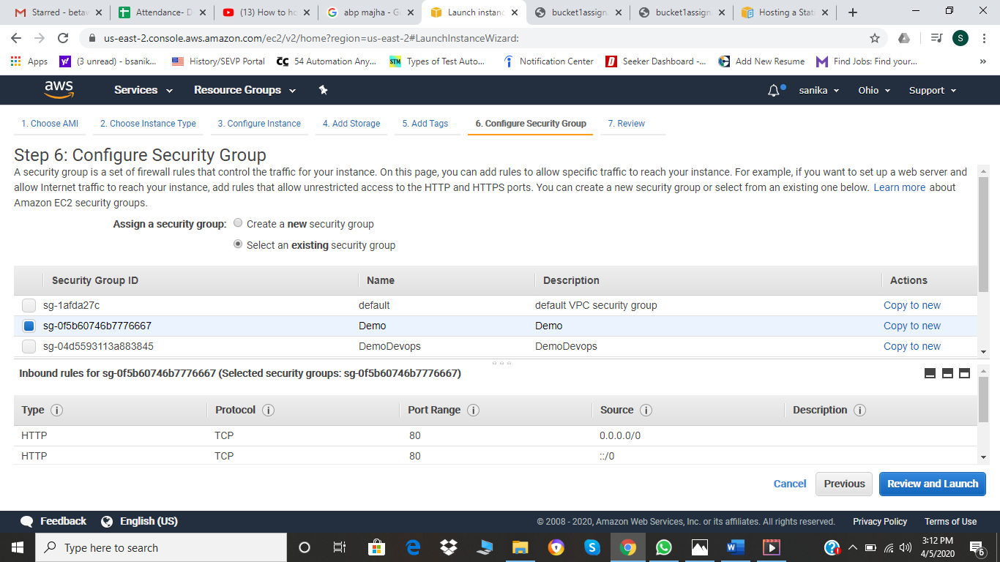 Starred - betaw
Attendance- D
(13) How to ho
abp majha - G
Launch instanc
bucket1assign.
bucket1assign.
Hosting a Stati
us-east-2.console.aws.amazon.com/ec2/v2/home?region=us-east-2#LaunchInstanceWizard:
S
Apps
(3 unread) - bsanik...
History/SEVP Portal
54 Automation Any...
STM
Types of Test Auto...
Notification Center
Seeker Dashboard -...
Add New Resume
Find Jobs: Find your...
»
aws
Services
Resource Groups
sanika
Ohio
Support
1. Choose AMI
2. Choose Instance Type
3. Configure Instance
4. Add Storage
5. Add Tags
6. Configure Security Group
7. Review
Step 6: Configure Security Group
A security group is a set of firewall rules that control the traffic for your instance. On this page, you can add rules to allow specific traffic to reach your instance. For example, if you want to set up a web server and
allow Internet traffic to reach your instance, add rules that allow unrestricted access to the HTTP and HTTPS ports. You can create a new security group or select from an existing one below. Learn more about
Amazon EC2 security groups.
Assign a security group: Create a new security group
Select an existing security group
Security Group ID Name Description Actions
sg-1afda27c default default VPC security group Copy to new
sg-0f5b60746b7776667 Demo Demo Copy to new
sg-04d5593113a883845 DemoDevops DemoDevops Copy to new
Inbound rules for sg-0f5b60746b7776667 (Selected security groups: sg-0f5b60746b7776667)
Type Protocol Port Range Source Description
HTTP TCP 80 0.0.0.0/0
HTTP TCP 80 ::/0
Cancel Previous Review and Launch
Feedback English (US) © 2008 - 2020, Amazon Web Services, Inc. or its affiliates. All rights reserved. Privacy Policy Terms of Use
Type here to search
3:12 PM
4/5/2020
6